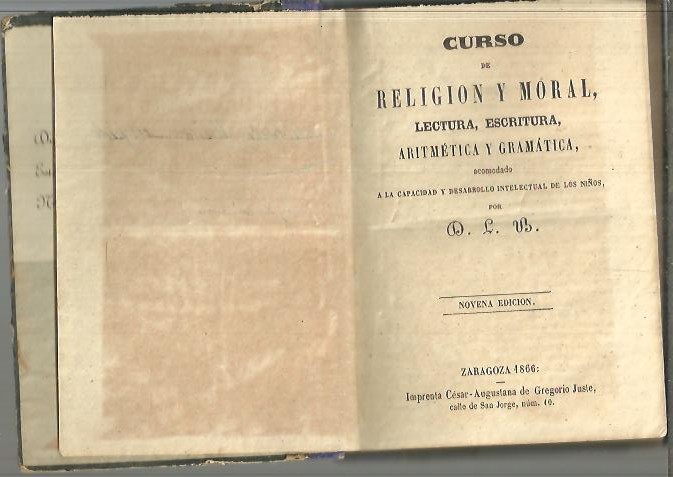 CURSO
DE
RELIGION Y MORAL,
LECTURA, ESCRITURA,
ARITMÉTICA Y GRAMÁTICA,
acomodado
A LA CAPACIDAD Y DESARROLLO INTELECTUAL DE LOS NIÑOS,
POR
D. L. B.
NOVENA EDICION.
ZARAGOZA 1866:
Imprenta César-Augustana de Gregorio Juste,
calle de San Jorge, núm. 10.